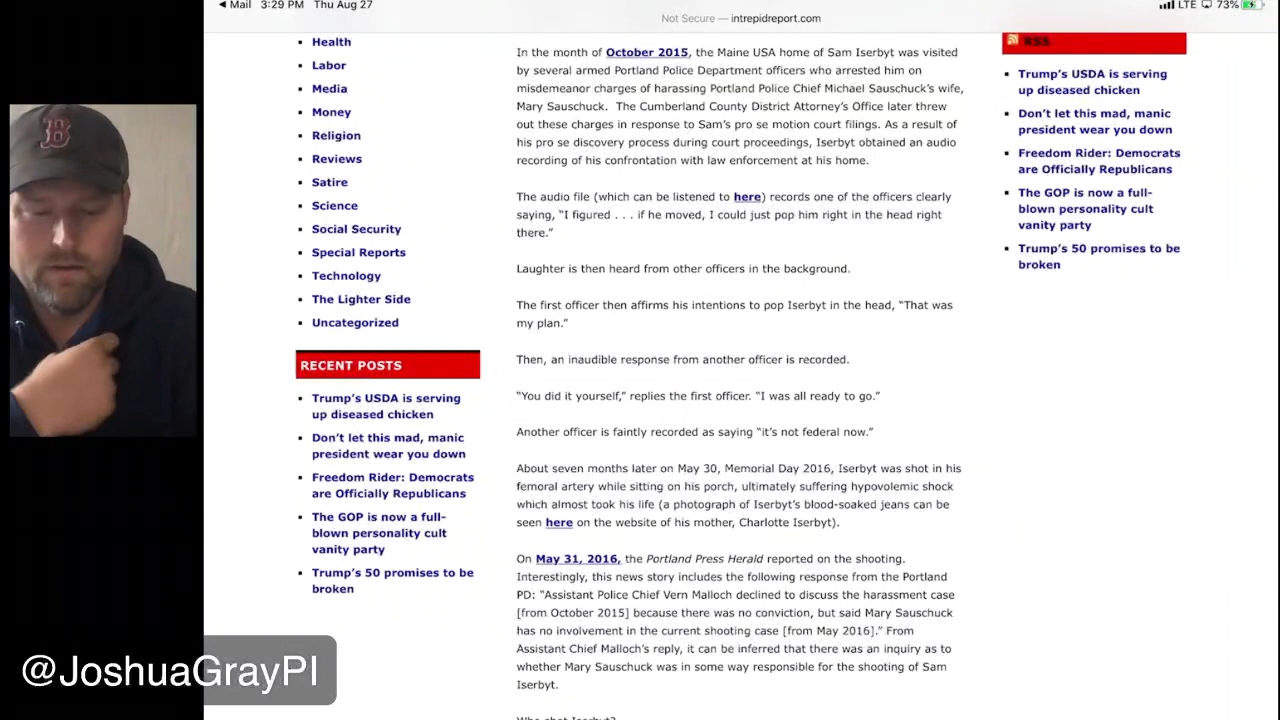 Mail 3:29 PM Thu Aug 27
LTE 73%
Not Secure — intrepidreport.com
Health
Labor
Media
Money
Religion
Reviews
Satire
Science
Social Security
Special Reports
Technology
The Lighter Side
Uncategorized
RECENT POSTS
Trump's USDA is serving
up diseased chicken
Don't let this mad, manic
president wear you down
Freedom Rider: Democrats
are Officially Republicans
The GOP is now a full-
blown personality cult
vanity party
Trump's 50 promises to be
broken
In the month of October 2015, the Maine USA home of Sam Iserbyt was visited
by several armed Portland Police Department officers who arrested him on
misdemeanor charges of harassing Portland Police Chief Michael Sauschuck's wife,
Mary Sauschuck. The Cumberland County District Attorney's Office later threw
out these charges in response to Sam's pro se motion court filings. As a result of
his pro se discovery process during court proceedings, Iserbyt obtained an audio
recording of his confrontation with law enforcement at his home.
The audio file (which can be listened to here) records one of the officers clearly
saying, "I figured . . . if he moved, I could just pop him right in the head right
there."
Laughter is then heard from other officers in the background.
The first officer then affirms his intentions to pop Iserbyt in the head, "That was
my plan."
Then, an inaudible response from another officer is recorded.
"You did it yourself," replies the first officer. "I was all ready to go."
Another officer is faintly recorded as saying "it's not federal now."
About seven months later on May 30, Memorial Day 2016, Iserbyt was shot in his
femoral artery while sitting on his porch, ultimately suffering hypovolemic shock
which almost took his life (a photograph of Iserbyt's blood-soaked jeans can be
seen here on the website of his mother, Charlotte Iserbyt).
On May 31, 2016, the Portland Press Herald reported on the shooting.
Interestingly, this news story includes the following response from the Portland
PD: "Assistant Police Chief Vern Malloch declined to discuss the harassment case
[from October 2015] because there was no conviction, but said Mary Sauschuck
has no involvement in the current shooting case [from May 2016]." From
Assistant Chief Malloch's reply, it can be inferred that there was an inquiry as to
whether Mary Sauschuck was in some way responsible for the shooting of Sam
Iserbyt.
Who shot Iserbyt?
RSS
Trump's USDA is serving
up diseased chicken
Don't let this mad, manic
president wear you down
Freedom Rider: Democrats
are Officially Republicans
The GOP is now a full-
blown personality cult
vanity party
Trump's 50 promises to be
broken
B
@JoshuaGrayPI